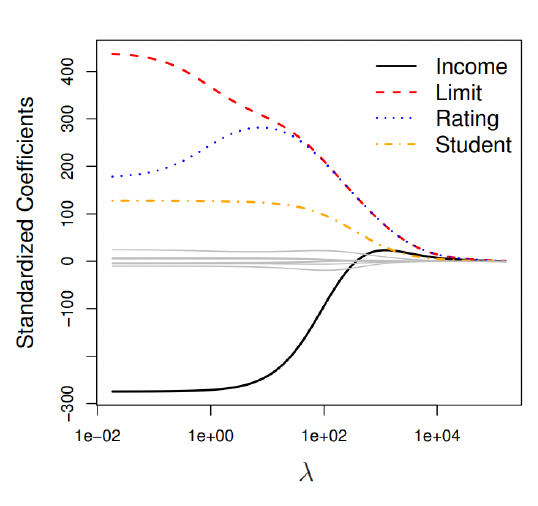 Standardized Coefficients
400
300
200
100
0
-100
-300
1e-02 1e+00 1e+02 1e+04
λ
Income
Limit
Rating
Student